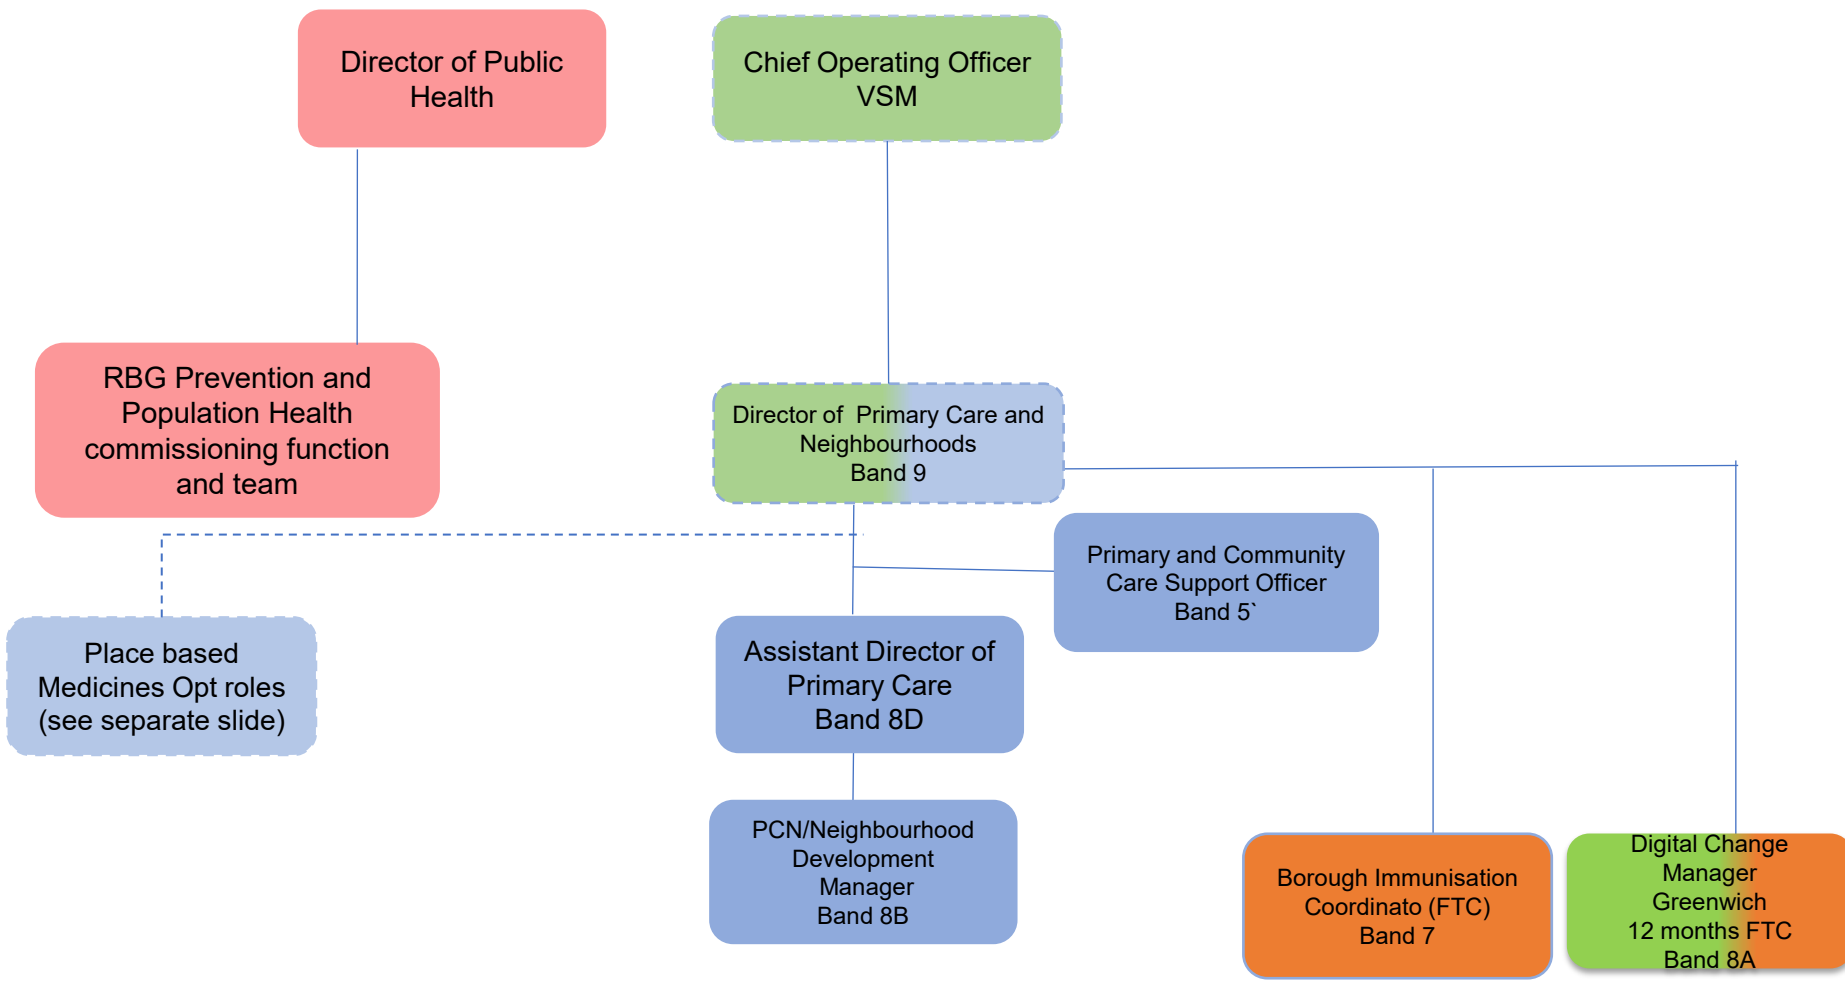 Director of Public
Health
Chief Operating Officer
VSM
RBG Prevention and
Population Health
commissioning function
and team
Director of  Primary Care and
Neighbourhoods
Band 9
Primary and Community
Care Support Officer
Band 5`
Place based
Medicines Opt roles
(see separate slide)
Assistant Director of
Primary Care
Band 8D
PCN/Neighbourhood
Development
Manager
Band 8B
Borough Immunisation
Coordinato (FTC)
Band 7
Digital Change
Manager
Greenwich
12 months FTC
Band 8A